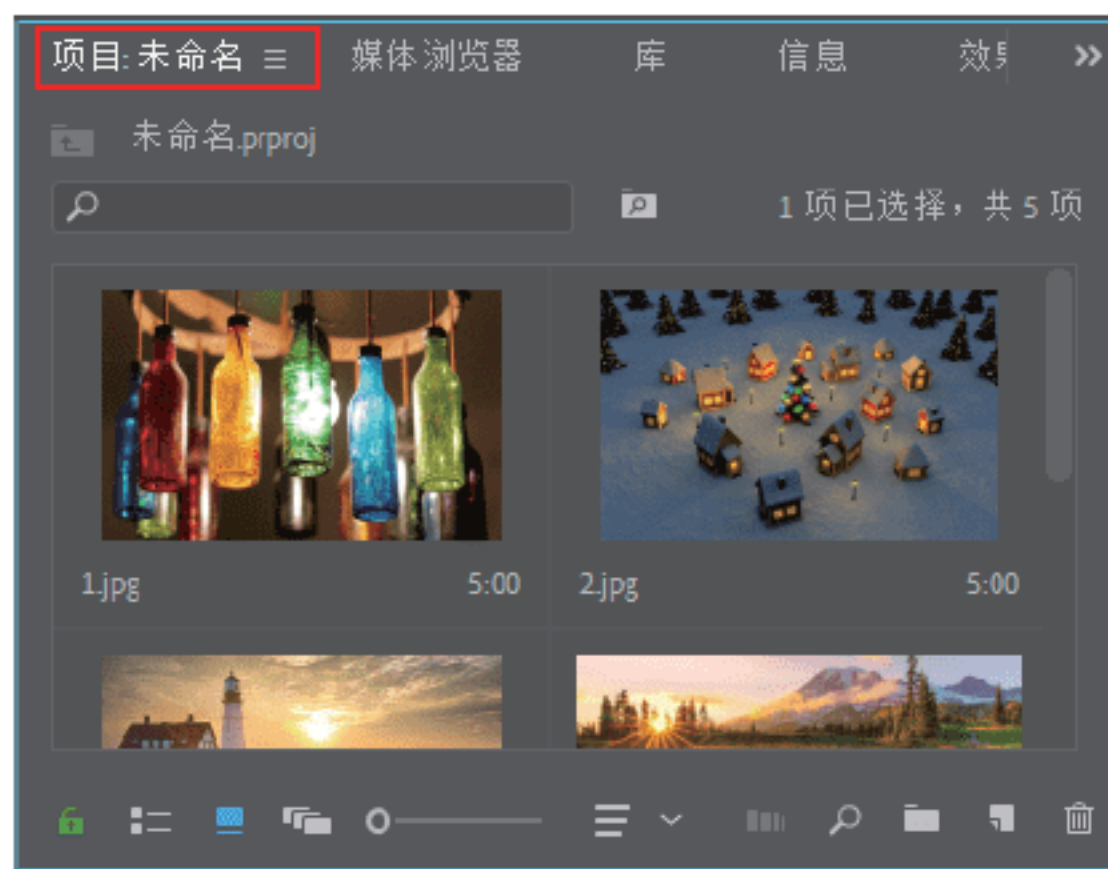 项目: 未命名 媒体浏览器 库 信息
未命名.prproj
1 项已选择，共 5 项
1.jpg 5:00 2.jpg 5:00